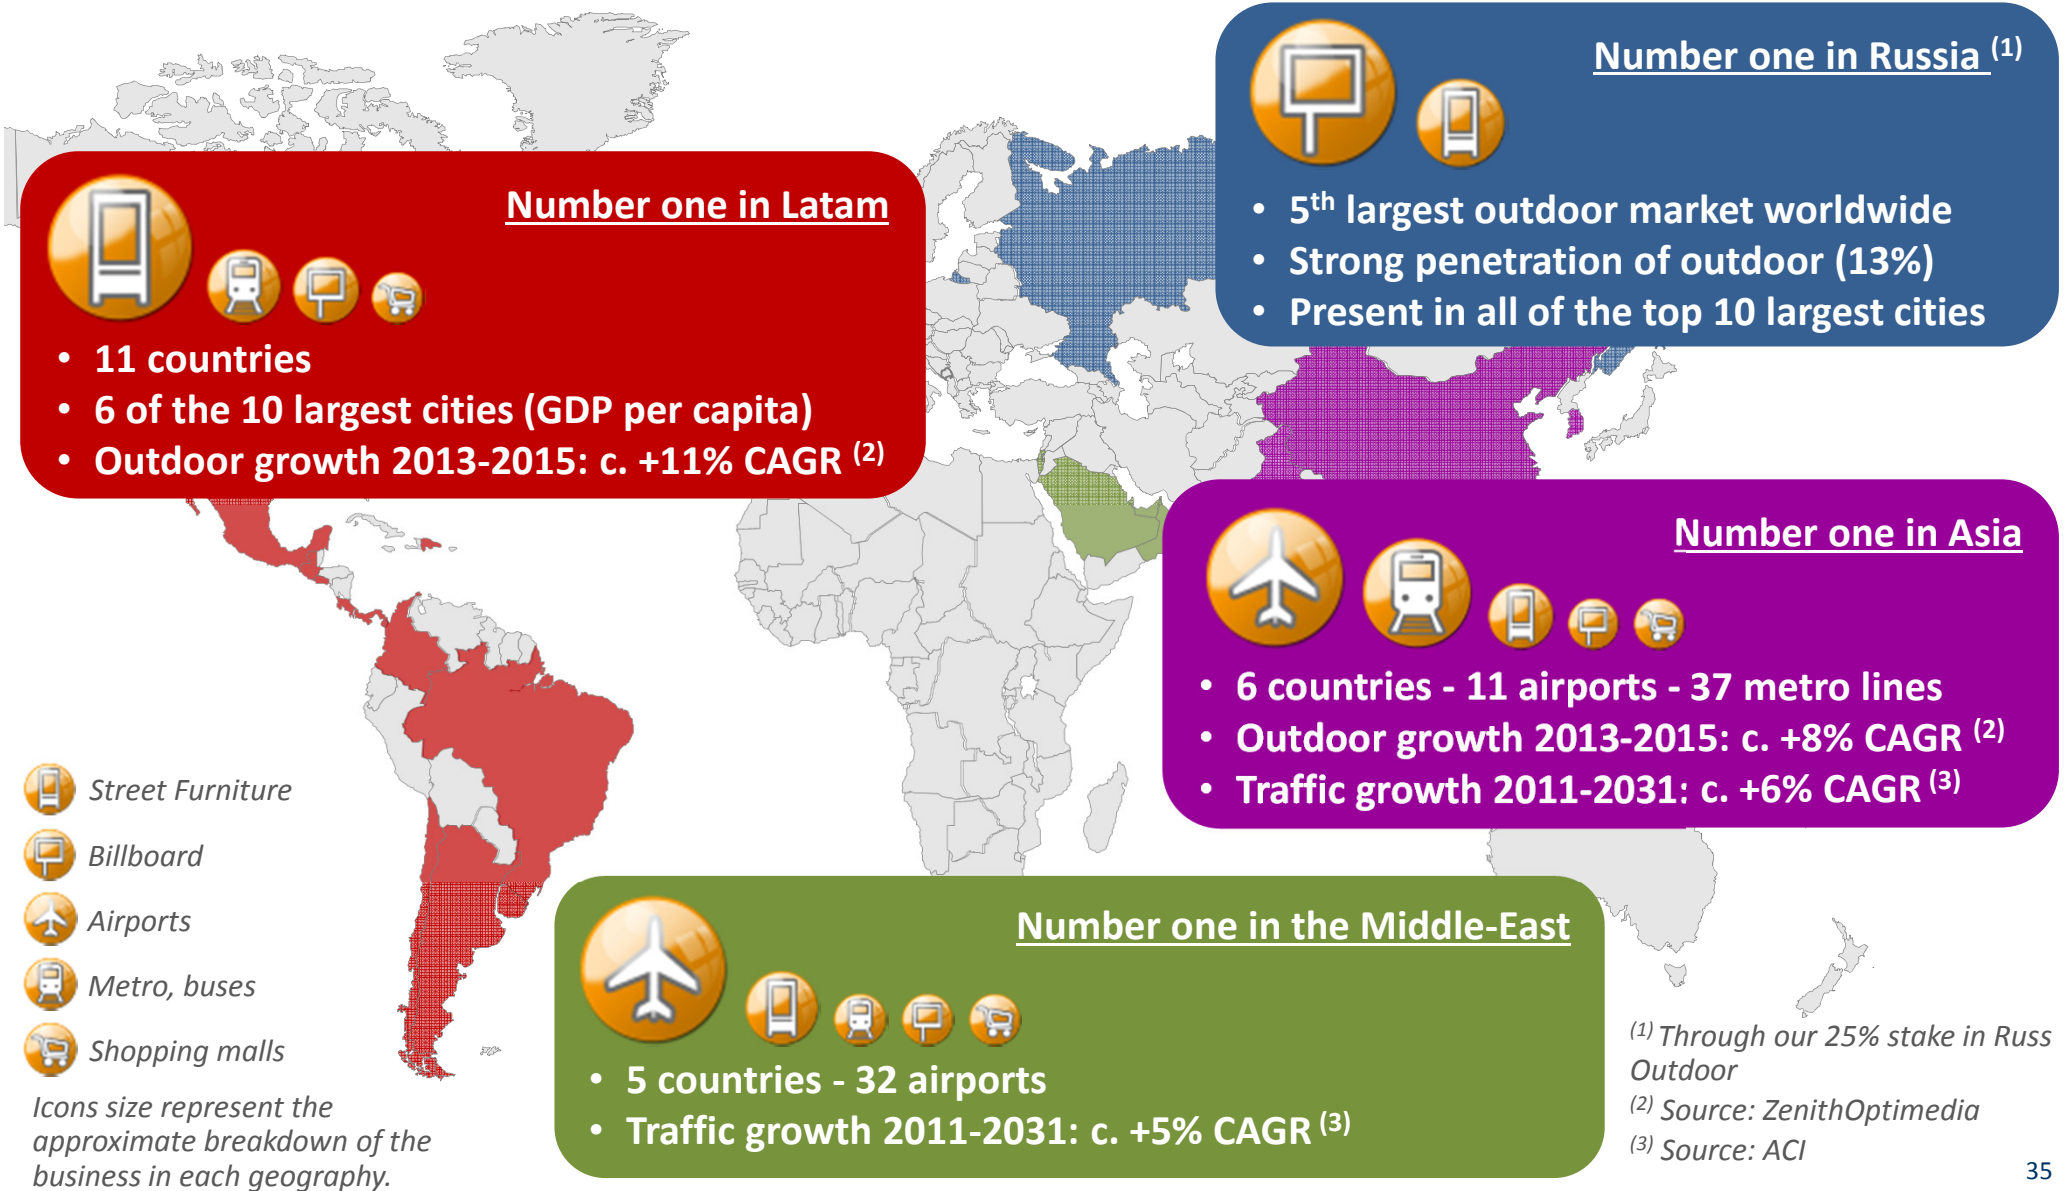 Number one in Russia (1)
• 5th largest outdoor market worldwide
• Strong penetration of outdoor (13%)
• Present in all of the top 10 largest cities
Number one in Latam
• 11 countries
• 6 of the 10 largest cities (GDP per capita)
• Outdoor growth 2013-2015: c. +11% CAGR (2)
Number one in Asia
• 6 countries - 11 airports - 37 metro lines
• Outdoor growth 2013-2015: c. +8% CAGR (2)
• Traffic growth 2011-2031: c. +6% CAGR (3)
Street Furniture
Billboard
Airports
Metro, buses
Shopping malls
Icons size represent the
approximate breakdown of the
business in each geography.
Number one in the Middle-East
• 5 countries - 32 airports
• Traffic growth 2011-2031: c. +5% CAGR (3)
(1) Through our 25% stake in Russ
Outdoor
(2) Source: ZenithOptimedia
(3) Source: ACI
35